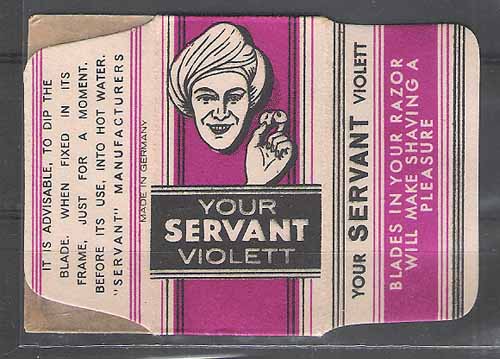 IT IS ADVISABLE, TO DIP THE
BLADE. WHEN FIXED IN ITS
FRAME, JUST FOR A MOMENT.
BEFORE ITS USE, INTO HOT WATER.
"SERVANT" MANUFACTURERS
MADE IN GERMANY
YOUR
SERVANT
VIOLETT
YOUR SERVANT VIOLETT
BLADES IN YOUR RAZOR
WILL MAKE SHAVING A
PLEASURE